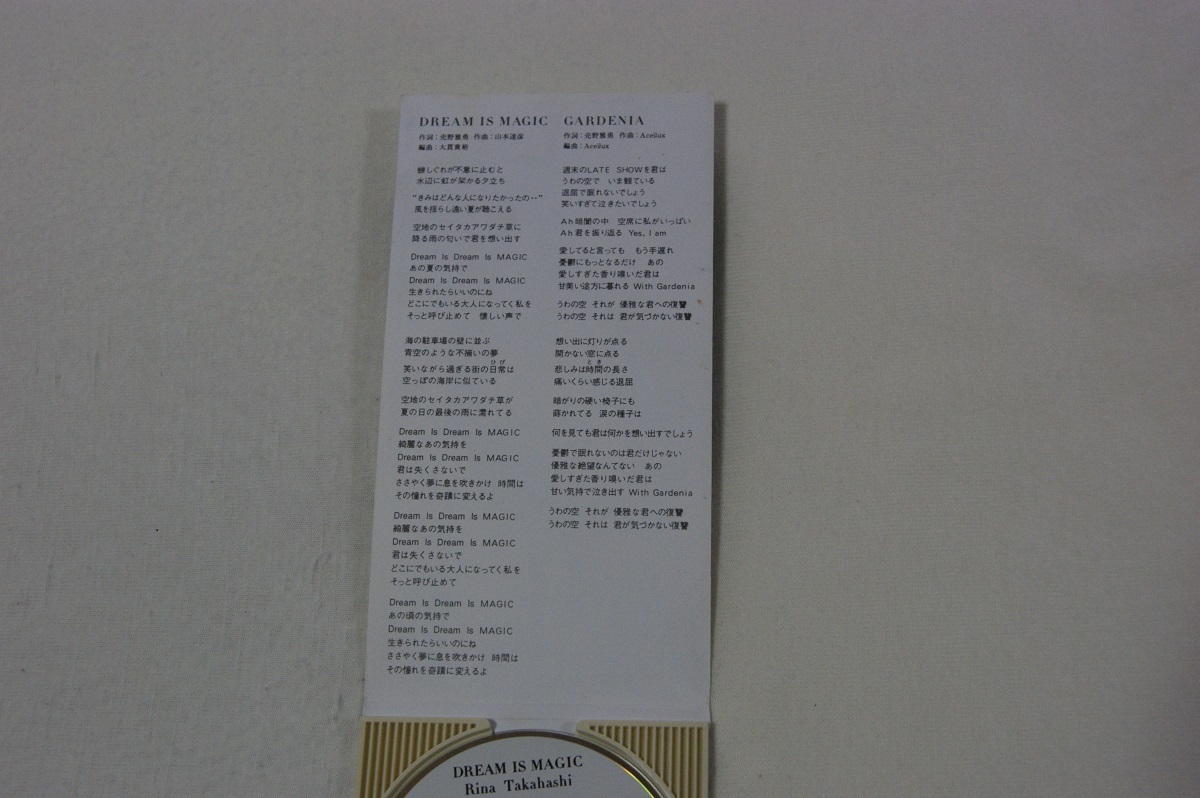 DREAM IS MAGIC
作詞：売野雅勇 作曲：山本達彦
編曲：大貫貴裕
蝉しぐれが不意に止むと
水辺に虹が架かる夕立ち
“きみはどんな人になりたかったの‥”
風を揺らし遠い夏が聴こえる
空地のセイタカアワダチ草に
降る雨の匂いで君を想い出す
Dream Is Dream Is MAGIC
あの夏の気持で
Dream Is Dream Is MAGIC
生きられたらいいのにね
どこにでもいる大人になってく私を
そっと呼び止めて 懐しい声で
海の駐車場の壁に並ぶ
青空のような不揃いの夢
笑いながら過ぎる街の日常は
ひび
空っぽの海岸に似ている
空地のセイタカアワダチ草が
夏の日の最後の雨に濡れてる
Dream Is Dream Is MAGIC
綺麗なあの気持を
Dream Is Dream Is MAGIC
君は失くさないで
ささやく夢に息を吹きかけ 時間は
その憧れを奇蹟に変えるよ
Dream Is Dream Is MAGIC
綺麗なあの気持を
Dream Is Dream Is MAGIC
君は失くさないで
どこにでもいる大人になってく私を
そっと呼び止めて
Dream Is Dream Is MAGIC
あの頃の気持で
Dream Is Dream Is MAGIC
生きられたらいいのにね
ささやく夢に息を吹きかけ 時間は
その憧れを奇蹟に変えるよ
GARDENIA
作詞：売野雅勇 作曲：Aceilux
編曲：Aceilux
週末のLATE SHOWを君は
うわの空で いま観ている
退屈で眠れないでしょう
笑いすぎて泣きたいでしょう
Ah 暗闇の中 空席に私がいっぱい
Ah 君を振り返る Yes, I am
愛してると言っても もう手遅れ
憂鬱にもっとなるだけ あの
愛しすぎた香り嗅いだ君は
甘美い途方に暮れる With Gardenia
うわの空 それが 優雅な君への復讐
うわの空 それは 君が気づかない復讐
想い出に灯りが点る
開かない窓に点る
悲しみは時間の長さ
とき
痛いくらい感じる退屈
暗がりの硬い椅子にも
蒔かれてる 涙の種子は
何を見ても君は何かを想い出すでしょう
憂鬱で眠れないのは君だけじゃない
優雅な絶望なんてない あの
愛しすぎた香り嗅いだ君は
甘い気持で泣き出す With Gardenia
うわの空 それが 優雅な君への復讐
うわの空 それは 君が気づかない復讐
DREAM IS MAGIC
Rina Takahashi